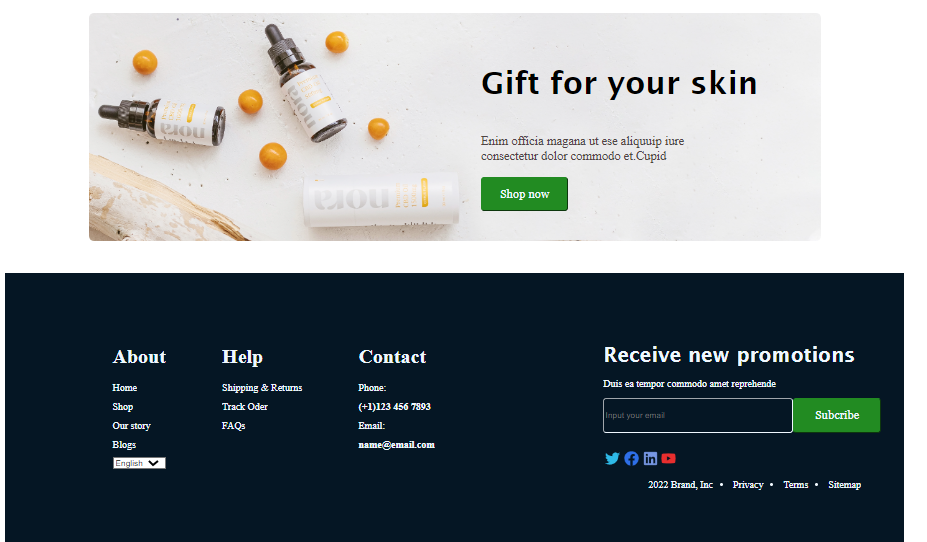 Gift for your skin
Enim officia magana ut ese aliquuip iure
consectetur dolor commodo et.Cupid
Shop now
nora
nora
nora
About
Home
Shop
Our story
Blogs
English
Help
Shipping & Returns
Track Oder
FAQs
Contact
Phone:
(+1)123 456 7893
Email:
name@email.com
Receive new promotions
Duis ea tempor commodo amet reprehende
Input your email
Subcribe
2022 Brand, Inc • Privacy • Terms • Sitemap